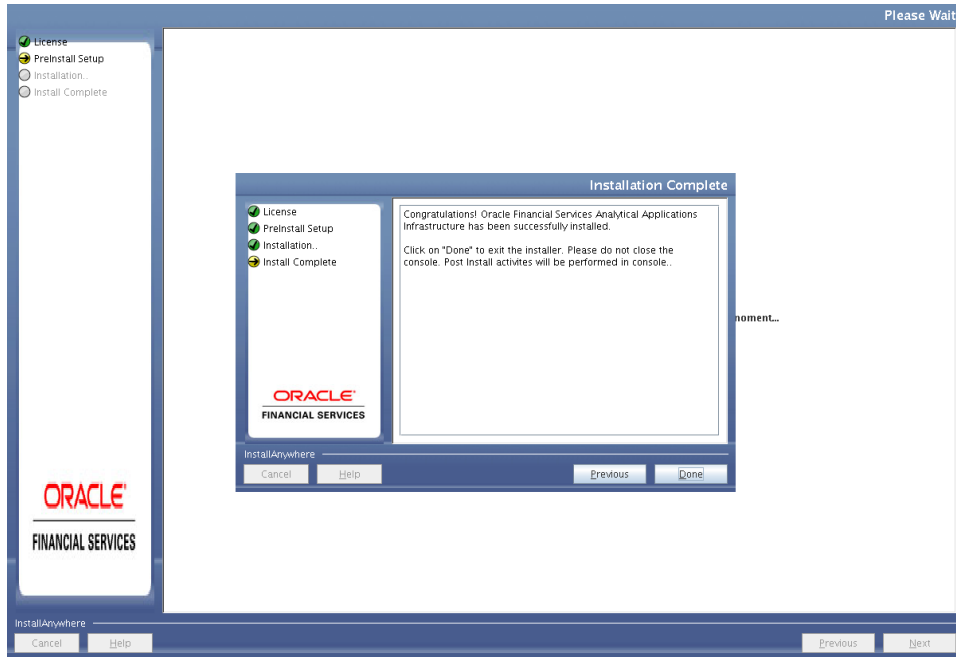 Please Wait
License
PreInstall Setup
Installation..
Install Complete
Installation Complete
License
PreInstall Setup
Installation..
Install Complete
Congratulations! Oracle Financial Services Analytical Applications
Infrastructure has been successfully installed.
Click on "Done" to exit the installer. Please do not close the
console. Post Install activites will be performed in console..
moment...
ORACLE
FINANCIAL SERVICES
InstallAnywhere
Cancel
Help
Previous
Done
ORACLE
FINANCIAL SERVICES
InstallAnywhere
Cancel
Help
Previous
Next